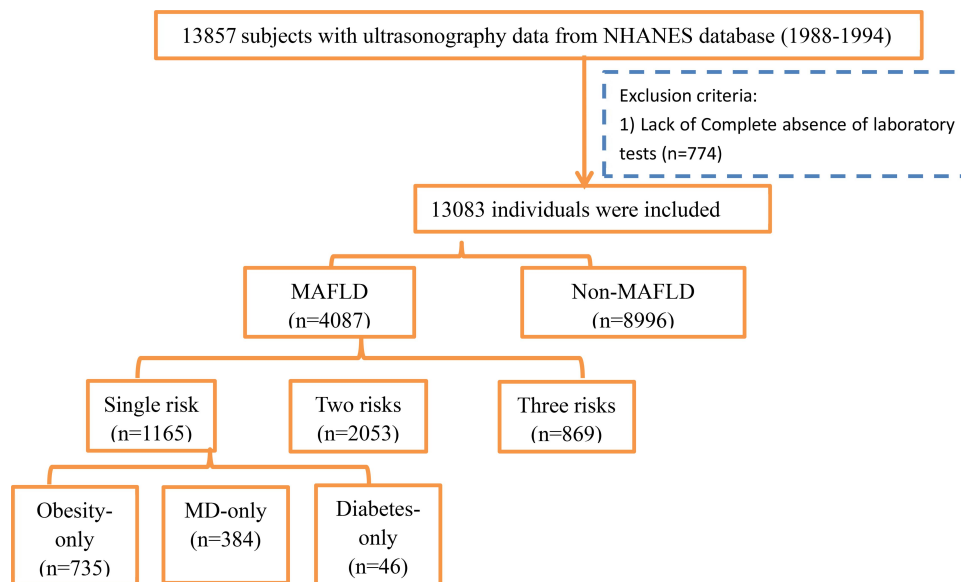 13857 subjects with ultrasonography data from NHANES database (1988-1994)
Exclusion criteria:
1) Lack of Complete absence of laboratory
tests (n=774)
13083 individuals were included
MAFLD
(n=4087)
Non-MAFLD
(n=8996)
Single risk
(n=1165)
Two risks
(n=2053)
Three risks
(n=869)
Obesity-
only
(n=735)
MD-only
(n=384)
Diabetes-
only
(n=46)